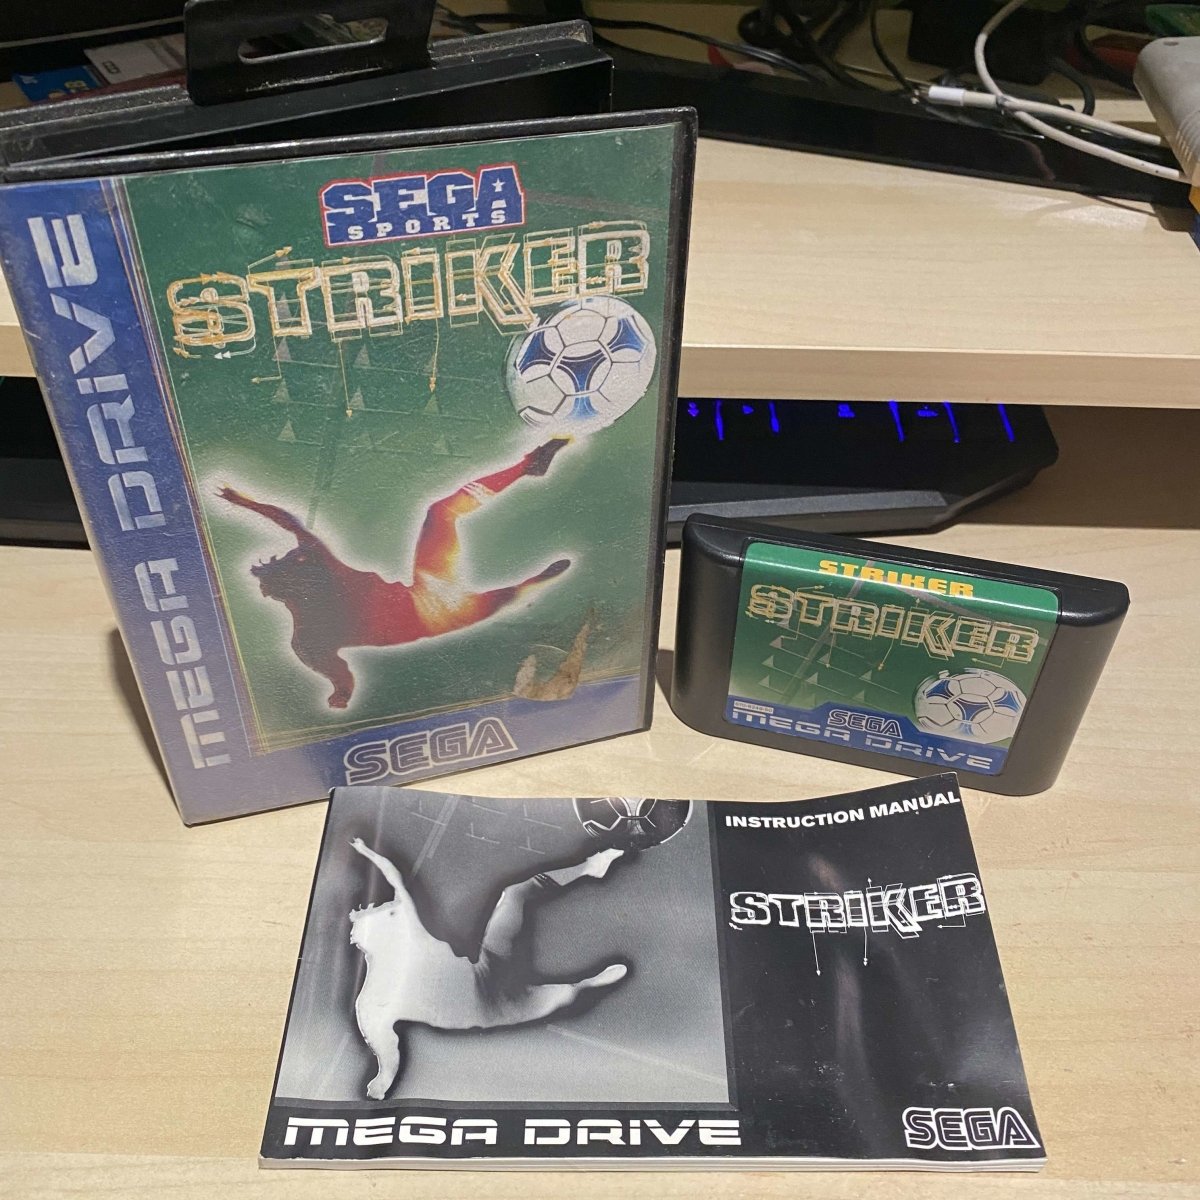 SEGA
SPORTS
STRIKER
MEGA DRIVE
SEGA
STRIKER
STRIKER
SEGA
MEGA DRIVE
INSTRUCTION MANUAL
STRIKER
MEGA DRIVE
SEGA